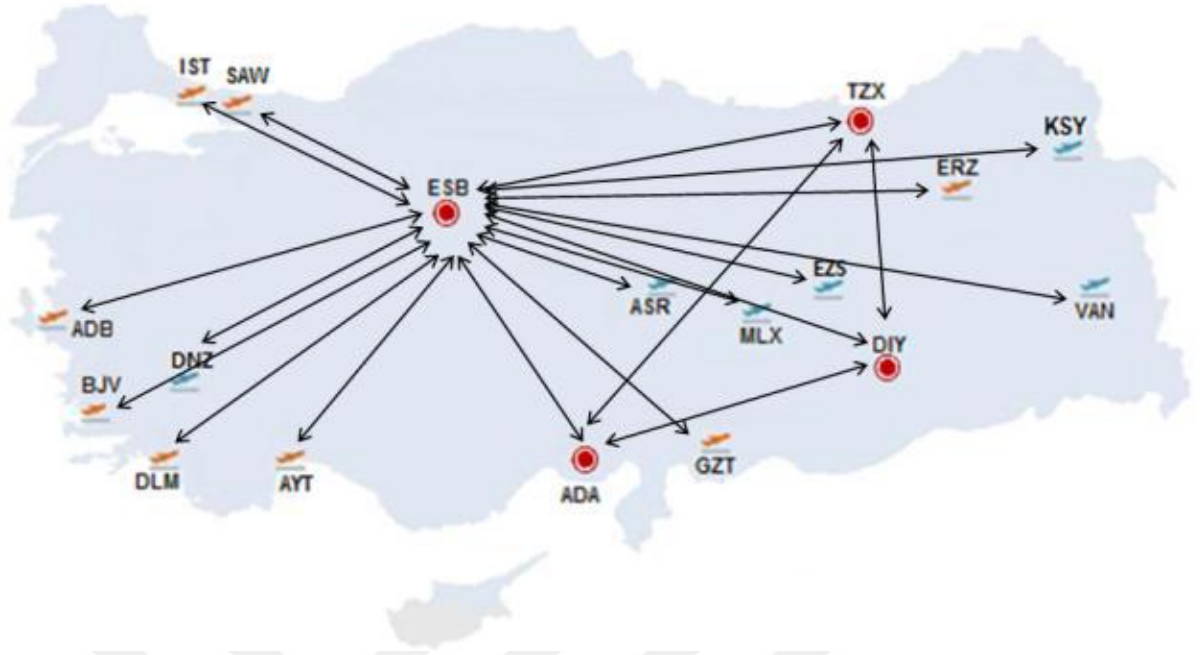 IST
SAW
TZX
KSY
ERZ
ESB
EZS
ASR
VAN
MLX
ADB
DNZ
DIY
BJV
GZT
DLM
AYT
ADA